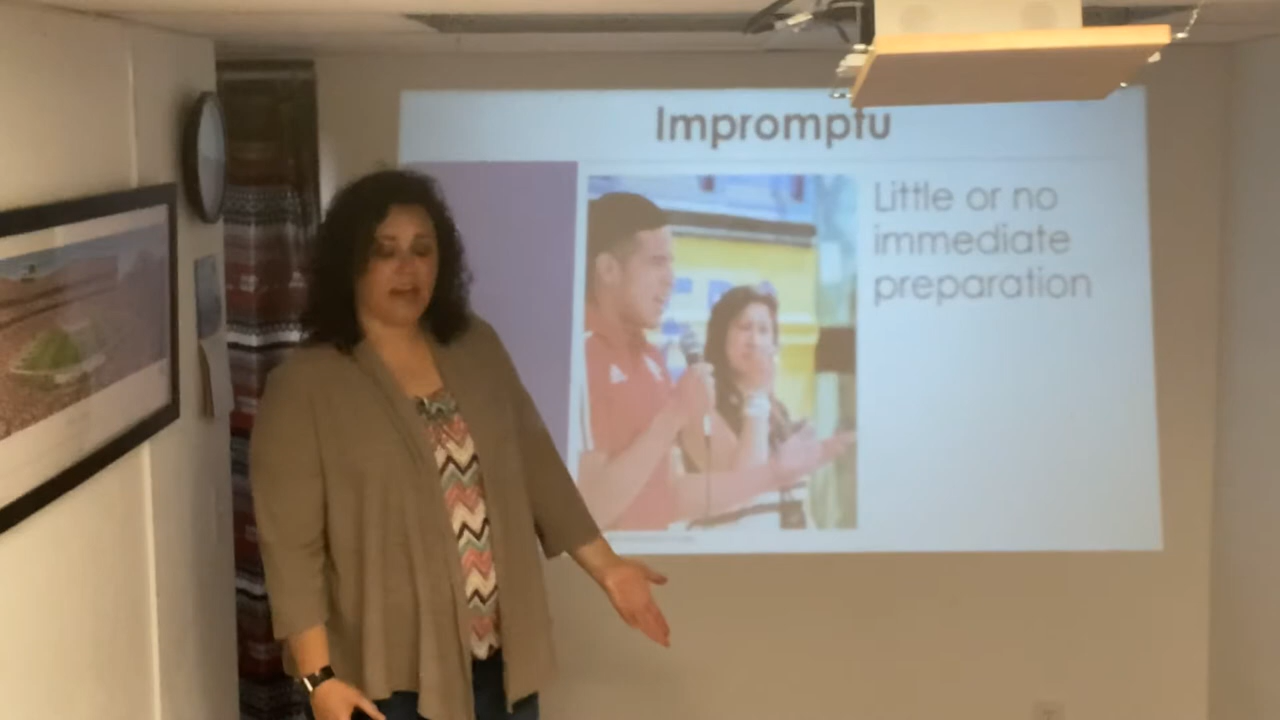 Impromptu
Little or no
immediate
preparation